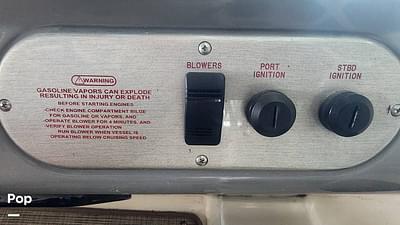 WARNING
GASOLINE VAPORS CAN EXPLODE
RESULTING IN INJURY OR DEATH
BEFORE STARTING ENGINES
-CHECK ENGINE COMPARTMENT BILGE
FOR GASOLINE OR VAPORS, AND
-OPERATE BLOWER FOR 4 MINUTES, AND
-VERIFY BLOWER OPERATION
RUN BLOWER WHEN VESSEL IS
OPERATING BELOW CRUISING SPEED
BLOWERS
PORT
IGNITION
STBD
IGNITION
Pop